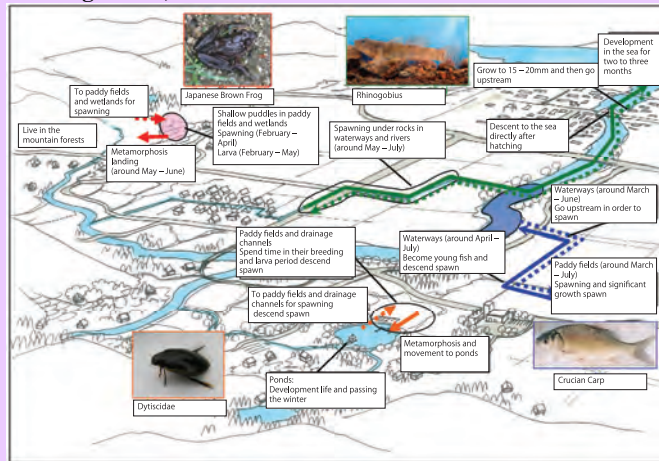 Japanese Brown Frog
Rhinogobius
Development
in the sea for
two to three
months
Grow to 15 – 20mm and then go
upstream
To paddy fields
and wetlands for
spawning
Live in the
mountain forests
Shallow puddles in paddy
fields and wetlands
Spawning (February –
April)
Larva (February – May)
Metamorphosis
landing
(around May – June)
Spawning under rocks in
waterways and rivers
(around May – July)
Descent to the sea
directly after
hatching
Waterways (around March
– June)
Go upstream in order to
spawn
Paddy fields and drainage
channels
Spend time in their breeding
and larva period descend
spawn
Waterways (around April –
July)
Become young fish and
descend spawn
Paddy fields (around March
– July)
Spawning and significant
growth spawn
To paddy fields and drainage
channels for spawning
descend spawn
Metamorphosis and
movement to ponds
Ponds:
Development life and passing
the winter
Dytiscidae
Crucian Carp